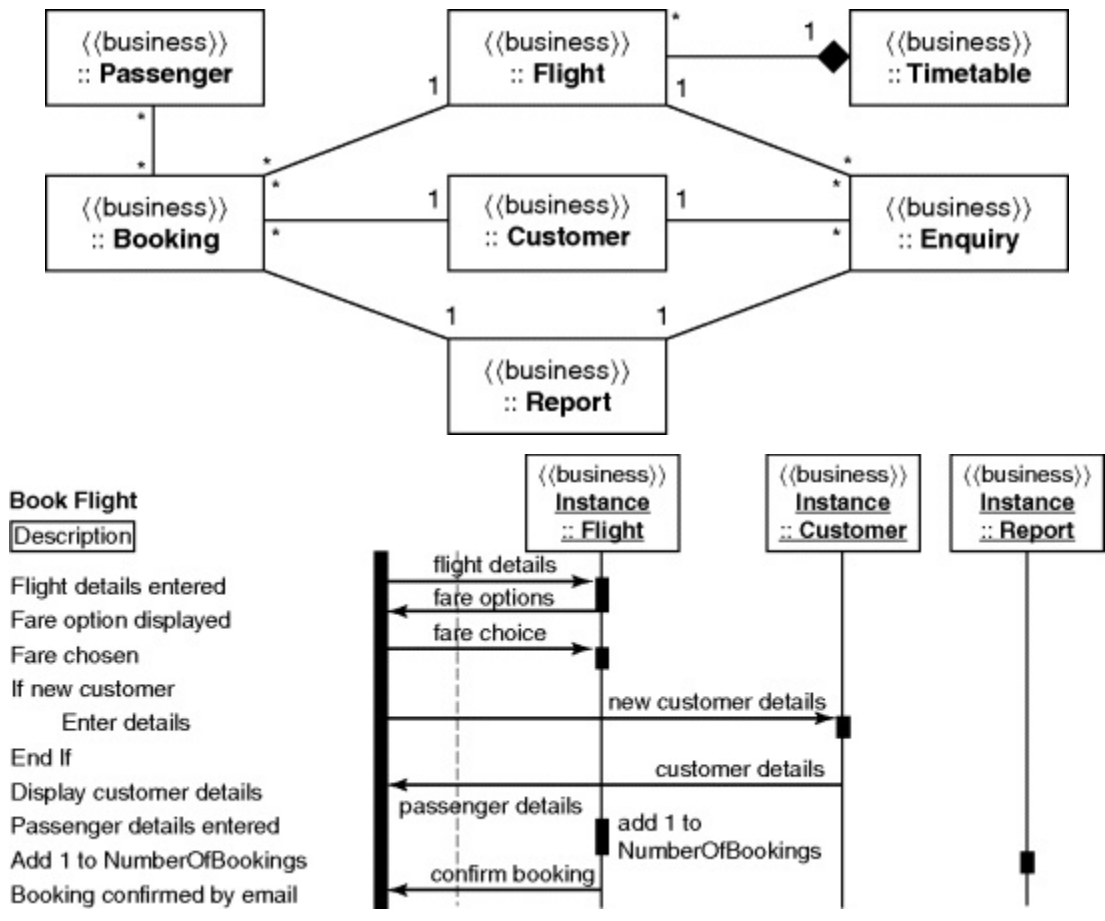 ⟨⟨business⟩⟩
:: Passenger
⟨⟨business⟩⟩
:: Flight
⟨⟨business⟩⟩
:: Timetable
*
1
1
1
*
*
*
*
*
*
⟨⟨business⟩⟩
:: Booking
*
1
⟨⟨business⟩⟩
:: Customer
1
*
⟨⟨business⟩⟩
:: Enquiry
1
1
⟨⟨business⟩⟩
:: Report
Book Flight
Description
⟨⟨business⟩⟩
Instance
:: Flight
⟨⟨business⟩⟩
Instance
:: Customer
⟨⟨business⟩⟩
Instance
:: Report
Flight details entered
flight details
Fare option displayed
fare options
Fare chosen
fare choice
If new customer
Enter details
new customer details
End If
Display customer details
customer details
Passenger details entered
passenger details
add 1 to
NumberOfBookings
Add 1 to NumberOfBookings
Booking confirmed by email
confirm booking